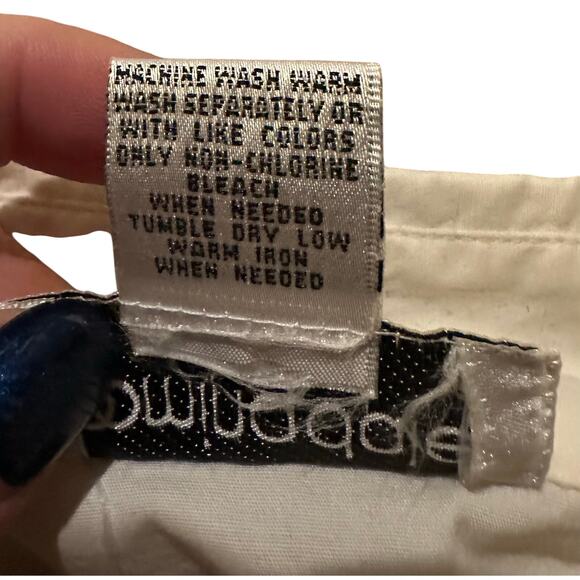 MACHINE WASH WARM
WASH SEPARATELY OR
WITH LIKE COLORS
ONLY NON-CHLORINE
BLEACH
WHEN NEEDED
TUMBLE DRY LOW
WARM IRON
WHEN NEEDED